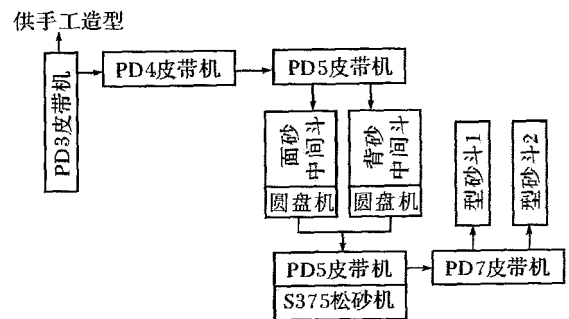 供手工造型
PD3皮带机
PD4皮带机
PD5皮带机
面砂
中间斗
圆盘机
背砂
中间斗
圆盘机
型砂斗1
型砂斗2
PD5皮带机
S375松砂机
PD7皮带机